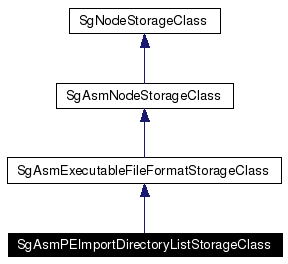 SgNodeStorageClass
SgAsmNodeStorageClass
SgAsmExecutableFileFormatStorageClass
SgAsmPEImportDirectoryListStorageClass